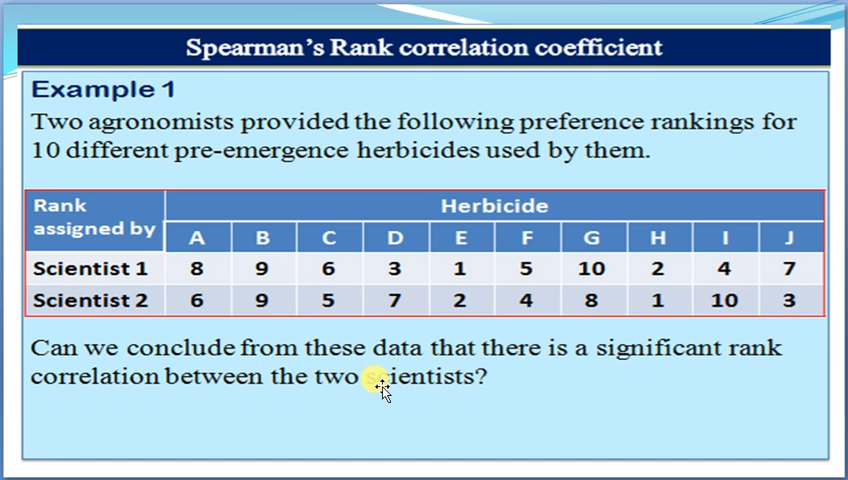 Spearman's Rank correlation coefficient
Example 1
Two agronomists provided the following preference rankings for
10 different pre-emergence herbicides used by them.
Rank assigned by Herbicide
A B C D E F G H I J
Scientist 1 8 9 6 3 1 5 10 2 4 7
Scientist 2 6 9 5 7 2 4 8 1 10 3
Can we conclude from these data that there is a significant rank
correlation between the two scientists?